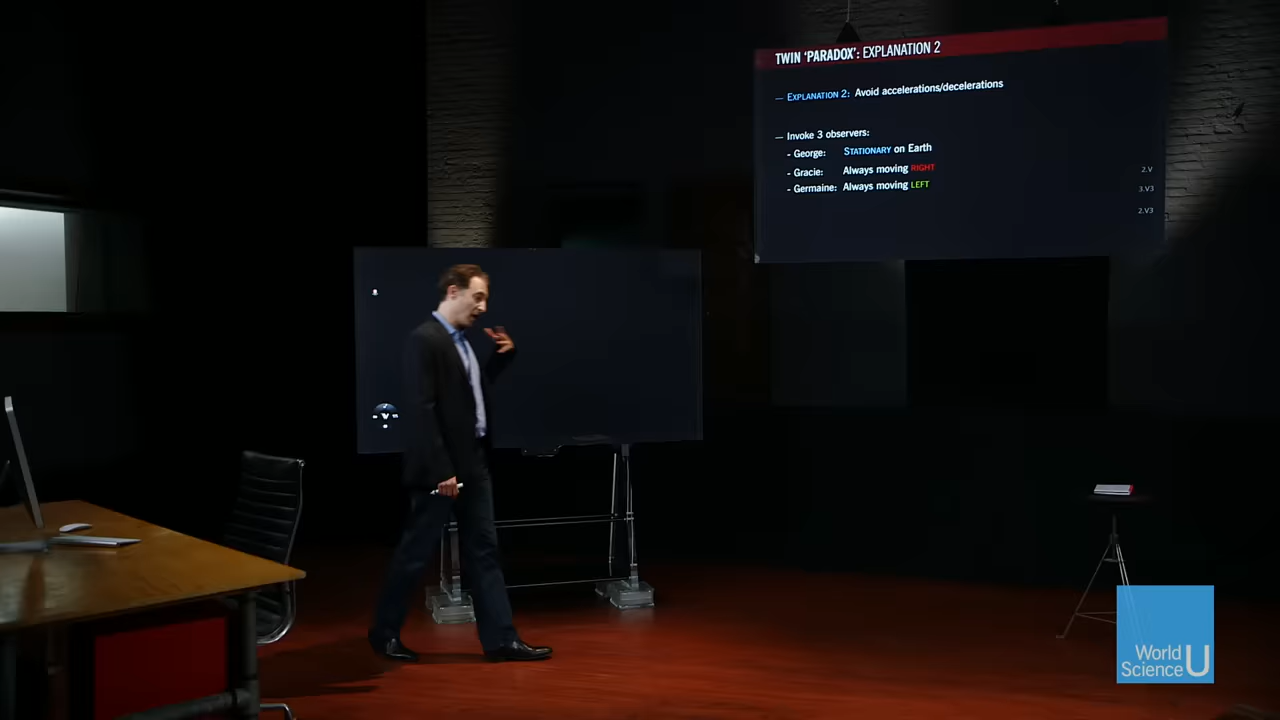 TWIN ‘PARADOX’: EXPLANATION 2
— EXPLANATION 2: Avoid accelerations/decelerations
— Invoke 3 observers:
- George: STATIONARY on Earth
- Gracie: Always moving RIGHT
- Germaine: Always moving LEFT
2.V
3.V3
2.V3
World
Science U